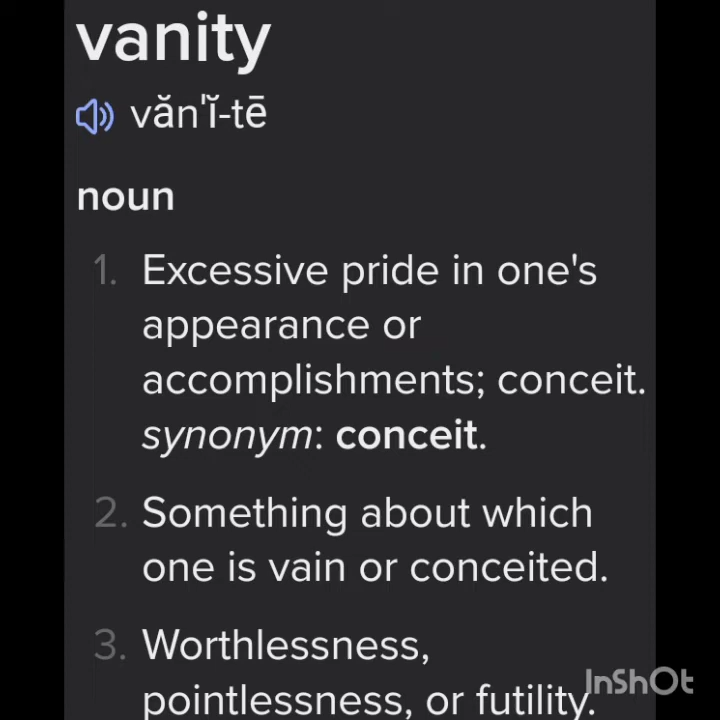 vanity
văn′ĭ-tē
noun
1. Excessive pride in one's
appearance or
accomplishments; conceit.
synonym: conceit.
2. Something about which
one is vain or conceited.
3. Worthlessness,
pointlessness, or futility.
InShOt